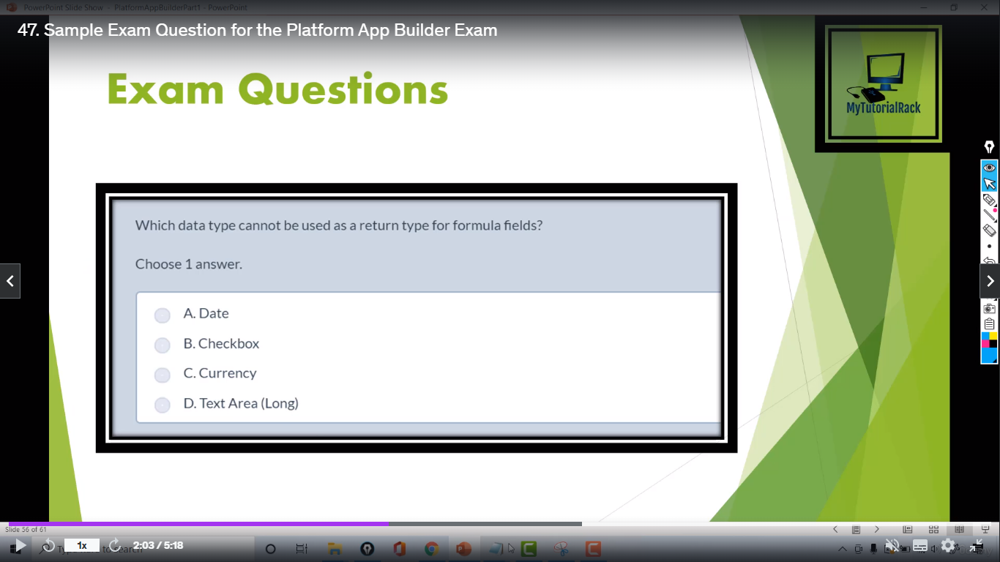 PowerPoint Slide Show - PlatformAppBuilderPart1 - PowerPoint
47. Sample Exam Question for the Platform App Builder Exam
Exam Questions
MyTutorialRack
Which data type cannot be used as a return type for formula fields?
Choose 1 answer.
A. Date
B. Checkbox
C. Currency
D. Text Area (Long)
Slide 56 of 61
1x
2:03 / 5:18
to search